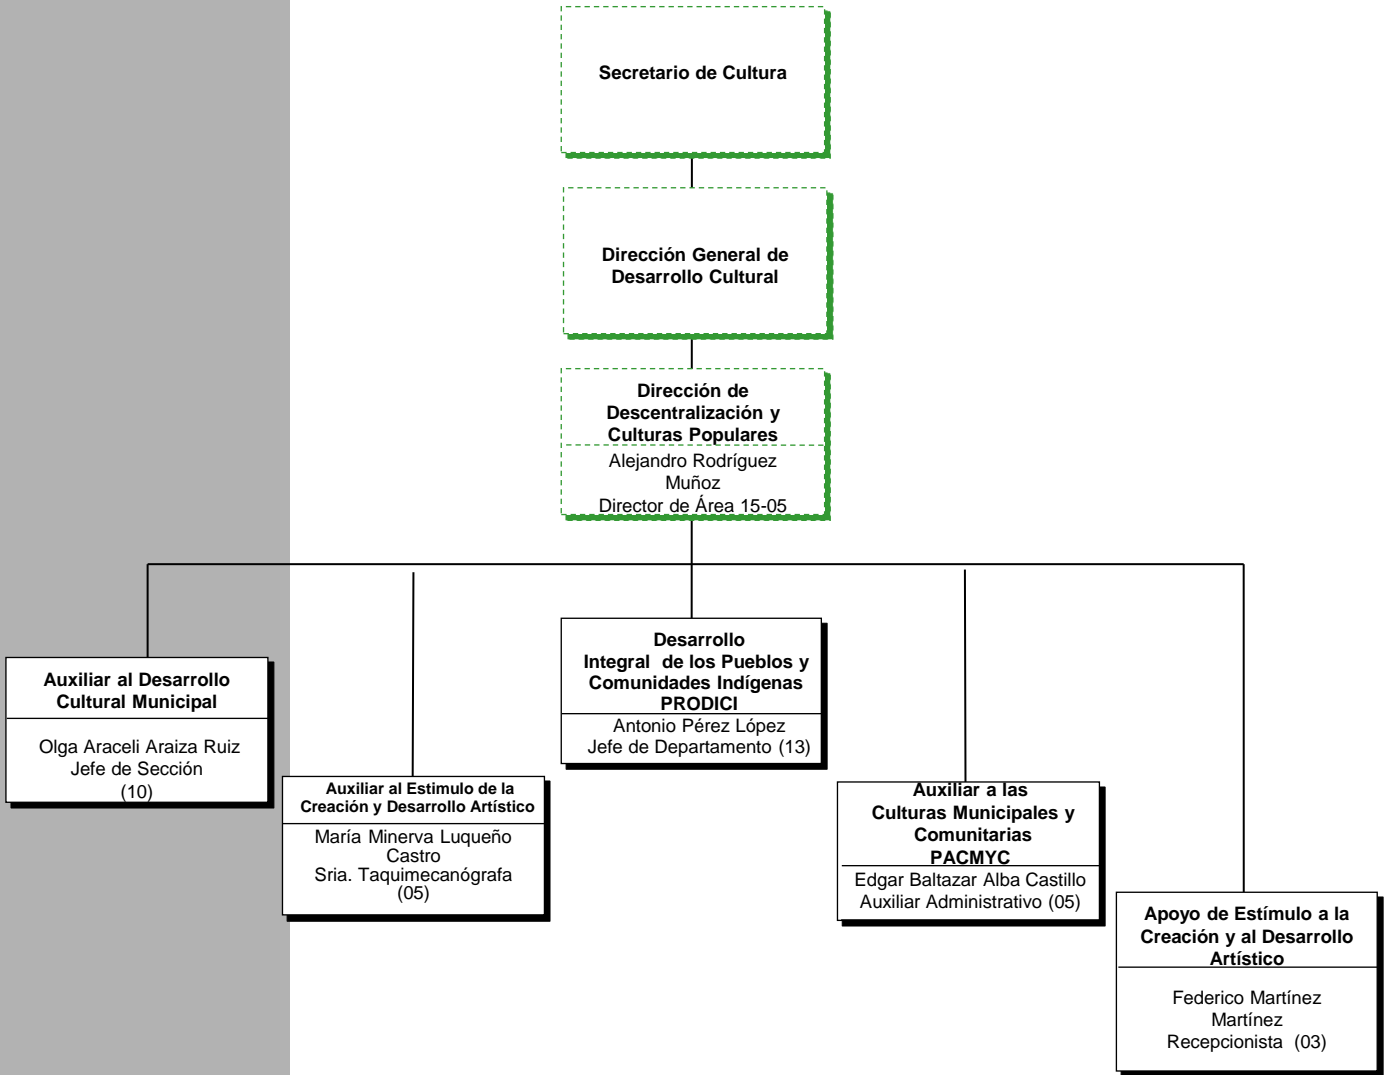 Secretario de Cultura
Dirección General de
Desarrollo Cultural
Dirección de
Descentralización y
Culturas Populares
Alejandro Rodríguez
Muñoz
Director de Área 15-05
Auxiliar al Desarrollo
Cultural Municipal
Olga Araceli Araiza Ruiz
Jefe de Sección
(10)
Auxiliar al Estimulo de la
Creación y Desarrollo Artístico
María Minerva Luqueño
Castro
Sria. Taquimecanógrafa
(05)
Desarrollo
Integral  de los Pueblos y
Comunidades Indígenas
PRODICI
Antonio Pérez López
Jefe de Departamento (13)
Auxiliar a las
Culturas Municipales y
Comunitarias
PACMYC
Edgar Baltazar Alba Castillo
Auxiliar Administrativo (05)
Apoyo de Estímulo a la
Creación y al Desarrollo
Artístico
Federico Martínez
Martínez
Recepcionista  (03)